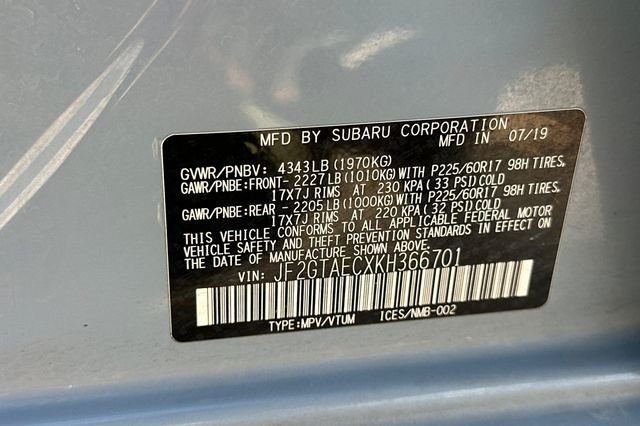 MFD BY SUBARU CORPORATION
MFD IN 07/19
GVWR/PNBV: 4343LB (1970KG)
GAWR/PNBE:FRONT- 2227LB (1010KG)WITH P225/60R17 98H TIRES,
17X7J RIMS AT 230 KPA ( 33 PSI) COLD
GAWR/PNBE:REAR - 2205LB (1000KG)WITH P225/60R17 98H TIRES,
17X7J RIMS AT 220 KPA ( 32 PSI) COLD
THIS VEHICLE CONFORMS TO ALL APPLICABLE FEDERAL MOTOR
VEHICLE SAFETY AND THEFT PREVENTION STANDARDS IN EFFECT ON
THE DATE OF MANUFACTURE SHOWN ABOVE.
VIN: JF2GTAECXKH366701
TYPE:MPV/VTUM ICES/NMB-002